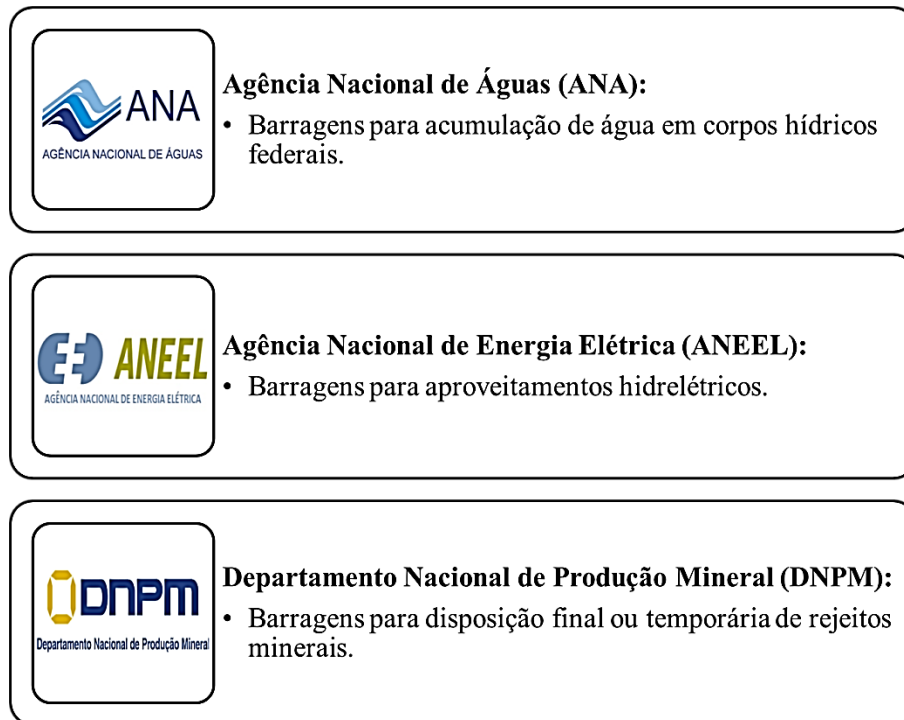 ANA
AGÊNCIA NACIONAL DE ÁGUAS
Agência Nacional de Águas (ANA):
• Barragens para acumulação de água em corpos hídricos
federais.
ANEEL
AGÊNCIA NACIONAL DE ENERGIA ELÉTRICA
Agência Nacional de Energia Elétrica (ANEEL):
• Barragens para aproveitamentos hidrelétricos.
DNPM
Departamento Nacional de Produção Mineral
Departamento Nacional de Produção Mineral (DNPM):
• Barragens para disposição final ou temporária de rejeitos
minerais.